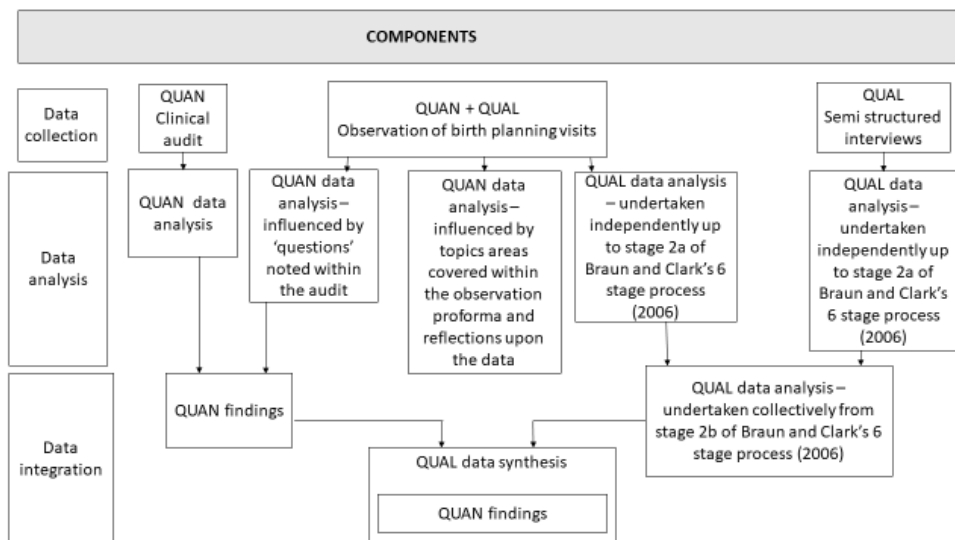 COMPONENTS
Data
collection
QUAN
Clinical
audit
QUAN + QUAL
Observation of birth planning visits
QUAL
Semi structured
interviews
Data
analysis
QUAN data
analysis
QUAN data
analysis–
influenced by
‘questions’
noted within
the audit
QUAN data
analysis–
influenced by
topics areas
covered within
the observation
proforma and
reflections upon
the data
QUAL data analysis
– undertaken
independently up
to stage 2a of
Braun and Clark’s 6
stage process
(2006)
QUAL data
analysis–
undertaken
independently up
to stage 2a of
Braun and Clark’s
6 stage process
(2006)
Data
integration
QUAN findings
QUAL data analysis–
undertaken collectively from
stage 2b of Braun and Clark’s 6
stage process (2006)
QUAL data synthesis
QUAN findings